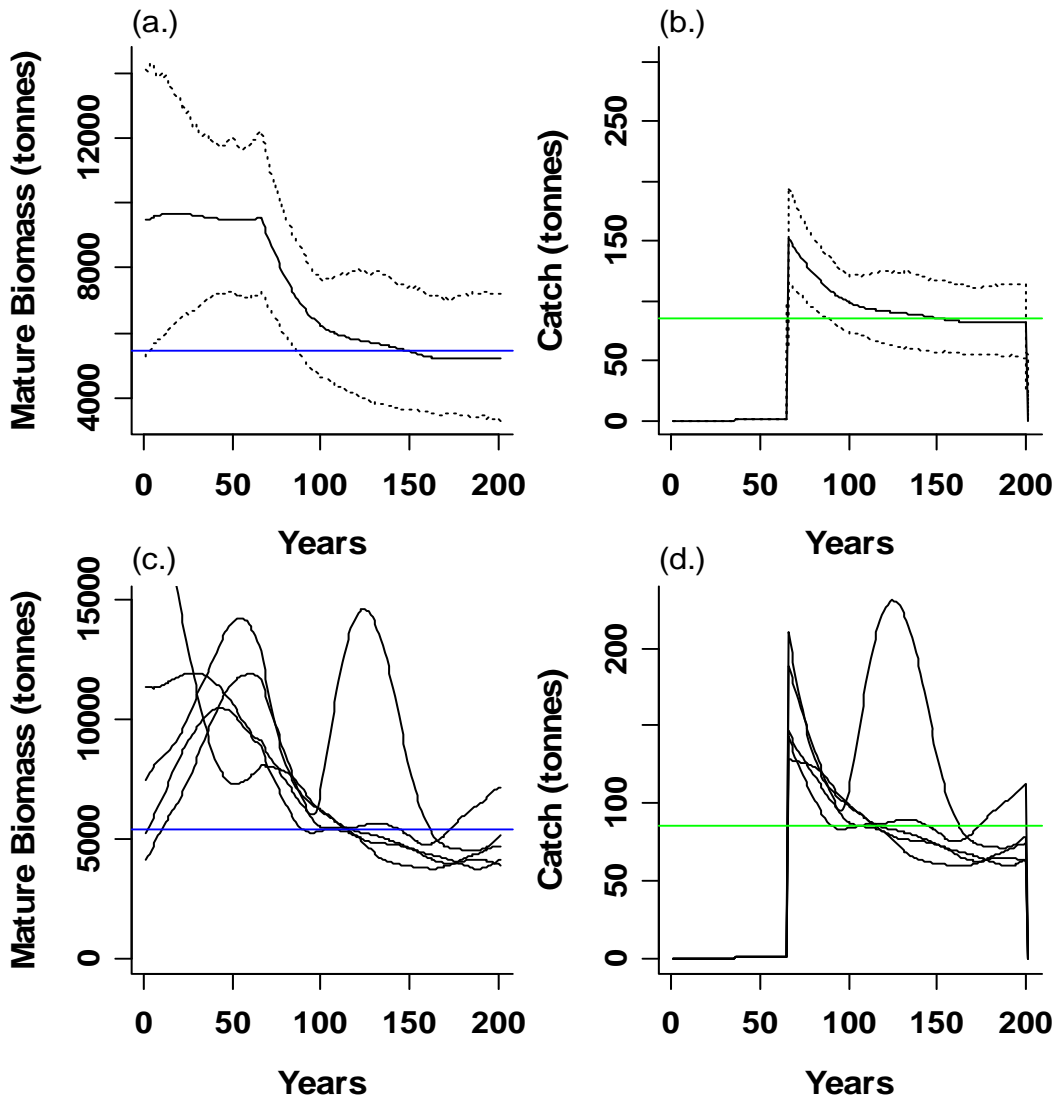 (a.)
Mature Biomass (tonnes)
4000 8000 12000
0 50 100 150 200
Years
(b.)
Catch (tonnes)
0 50 150 250
0 50 100 150 200
Years
(c.)
Mature Biomass (tonnes)
0 5000 10000 15000
0 50 100 150 200
Years
(d.)
Catch (tonnes)
0 50 100 200
0 50 100 150 200
Years